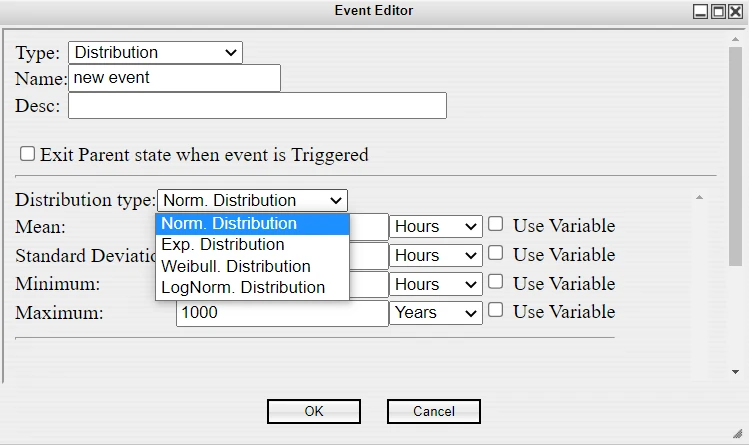 Event Editor
Type: Distribution
Name: new event
Desc:
Exit Parent state when event is Triggered
Distribution type: Norm. Distribution
Norm. Distribution
Exp. Distribution
Weibull. Distribution
LogNorm. Distribution
Mean: Hours Use Variable
Standard Deviatio Hours Use Variable
Minimum: Hours Use Variable
Maximum: 1000 Years Use Variable
OK Cancel